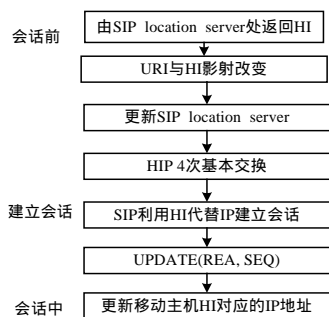 会话前
由SIP location server处返回HI
URI与HI影射改变
更新SIP location server
HIP 4次基本交换
建立会话
SIP利用HI代替IP建立会话
UPDATE(REA, SEQ)
会话中
更新移动主机HI对应的IP地址